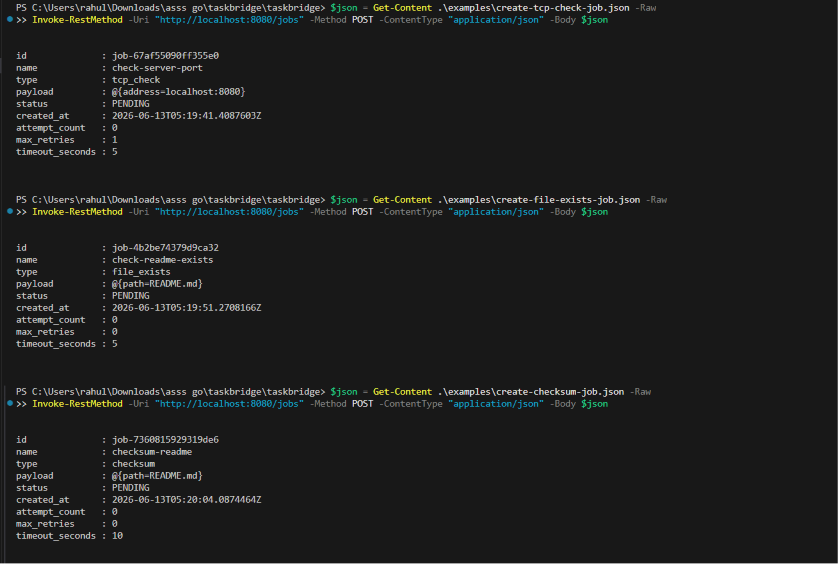 PS C:\Users\rahul\Downloads\asss go\taskbridge\taskbridge> $json = Get-Content .\examples\create-tcp-check-job.json -Raw
>> Invoke-RestMethod -Uri "http://localhost:8080/jobs" -Method POST -ContentType "application/json" -Body $json
id              : job-67af55090ff355e0
name            : check-server-port
type            : tcp_check
payload         : @{address=localhost:8080}
status          : PENDING
created_at      : 2026-06-13T05:19:41.4087603Z
attempt_count   : 0
max_retries     : 1
timeout_seconds : 5
PS C:\Users\rahul\Downloads\asss go\taskbridge\taskbridge> $json = Get-Content .\examples\create-file-exists-job.json -Raw
>> Invoke-RestMethod -Uri "http://localhost:8080/jobs" -Method POST -ContentType "application/json" -Body $json
id              : job-4b2be74379d9ca32
name            : check-readme-exists
type            : file_exists
payload         : @{path=README.md}
status          : PENDING
created_at      : 2026-06-13T05:19:51.2708166Z
attempt_count   : 0
max_retries     : 0
timeout_seconds : 5
PS C:\Users\rahul\Downloads\asss go\taskbridge\taskbridge> $json = Get-Content .\examples\create-checksum-job.json -Raw
>> Invoke-RestMethod -Uri "http://localhost:8080/jobs" -Method POST -ContentType "application/json" -Body $json
id              : job-7360815929319de6
name            : checksum-readme
type            : checksum
payload         : @{path=README.md}
status          : PENDING
created_at      : 2026-06-13T05:20:04.0874464Z
attempt_count   : 0
max_retries     : 0
timeout_seconds : 10